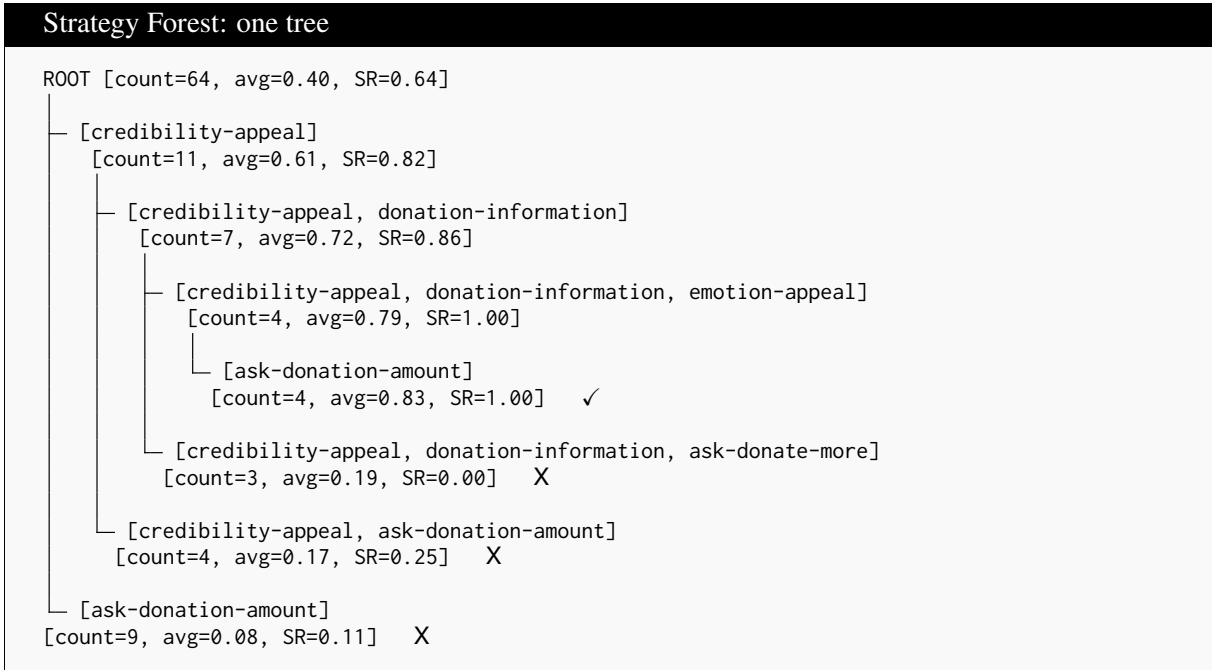 Strategy Forest: one tree
ROOT [count=64, avg=0.40, SR=0.64]
[credibility-appeal]
[count=11, avg=0.61, SR=0.82]
[credibility-appeal, donation-information]
[count=7, avg=0.72, SR=0.86]
[credibility-appeal, donation-information, emotion-appeal]
[count=4, avg=0.79, SR=1.00]
[ask-donation-amount]
[count=4, avg=0.83, SR=1.00] ✓
[credibility-appeal, donation-information, ask-donate-more]
[count=3, avg=0.19, SR=0.00] X
[credibility-appeal, ask-donation-amount]
[count=4, avg=0.17, SR=0.25] X
[ask-donation-amount]
[count=9, avg=0.08, SR=0.11] X